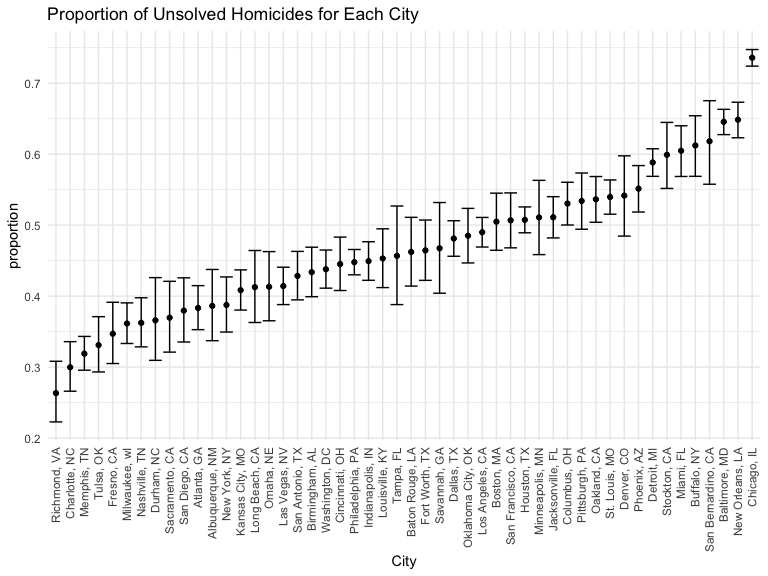 Proportion of Unsolved Homicides for Each City
proportion
0.7
0.6
0.5
0.4
0.3
0.2
Richmond, VA
Charlotte, NC
Memphis, TN
Tulsa, OK
Fresno, CA
Milwaukee, wI
Nashville, TN
Durham, NC
Sacramento, CA
San Diego, CA
Atlanta, GA
Albuquerque, NM
New York, NY
Kansas City, MO
Long Beach, CA
Omaha, NE
Las Vegas, NV
San Antonio, TX
Birmingham, AL
Washington, DC
Cincinnati, OH
Philadelphia, PA
Indianapolis, IN
Louisville, KY
Tampa, FL
Baton Rouge, LA
Fort Worth, TX
Savannah, GA
Dallas, TX
Oklahoma City, OK
Los Angeles, CA
Boston, MA
San Francisco, CA
Houston, TX
Minneapolis, MN
Jacksonville, FL
Columbus, OH
Pittsburgh, PA
Oakland, CA
St. Louis, MO
Denver, CO
Phoenix, AZ
Detroit, MI
Stockton, CA
Miami, FL
Buffalo, NY
San Bernardino, CA
Baltimore, MD
New Orleans, LA
Chicago, IL
City